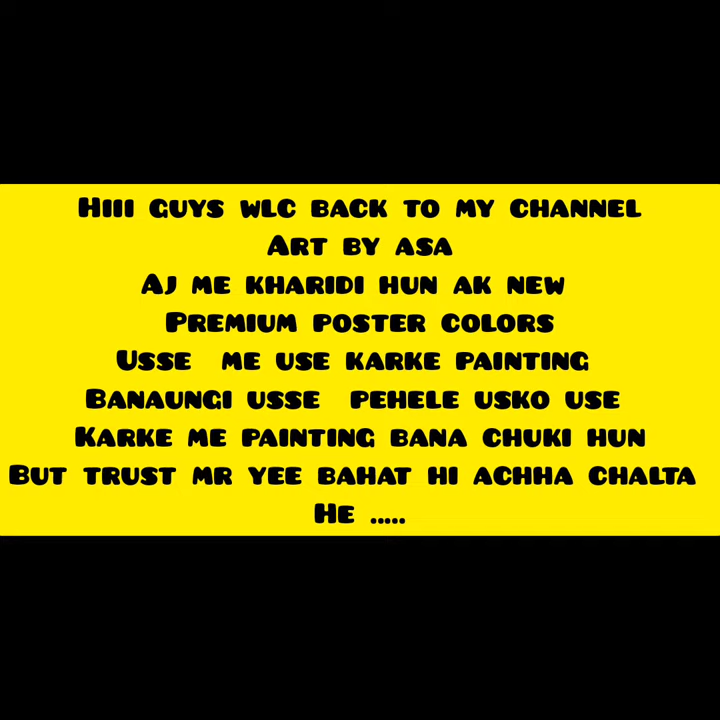 Hiii guys wlc back to my channel
Art by asa
Aj me kharidi hun ak new
Premium poster colors
Usse me use karke painting
Banaungi usse pehele usko use
Karke me painting bana chuki hun
But trust mr yee bahat hi achha chalta
He .....